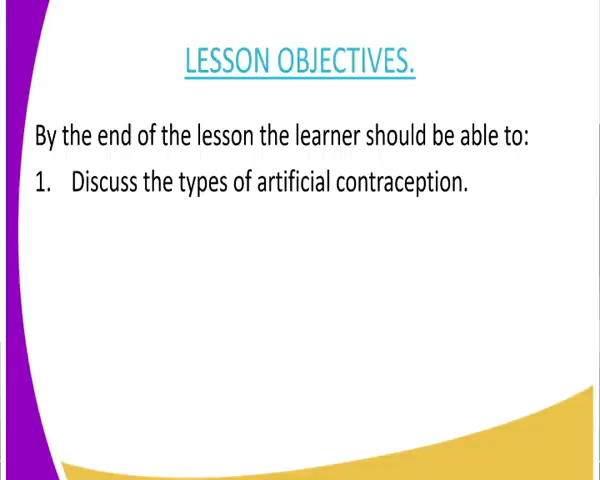 LESSON OBJECTIVES.
By the end of the lesson the learner should be able to:
1. Discuss the types of artificial contraception.